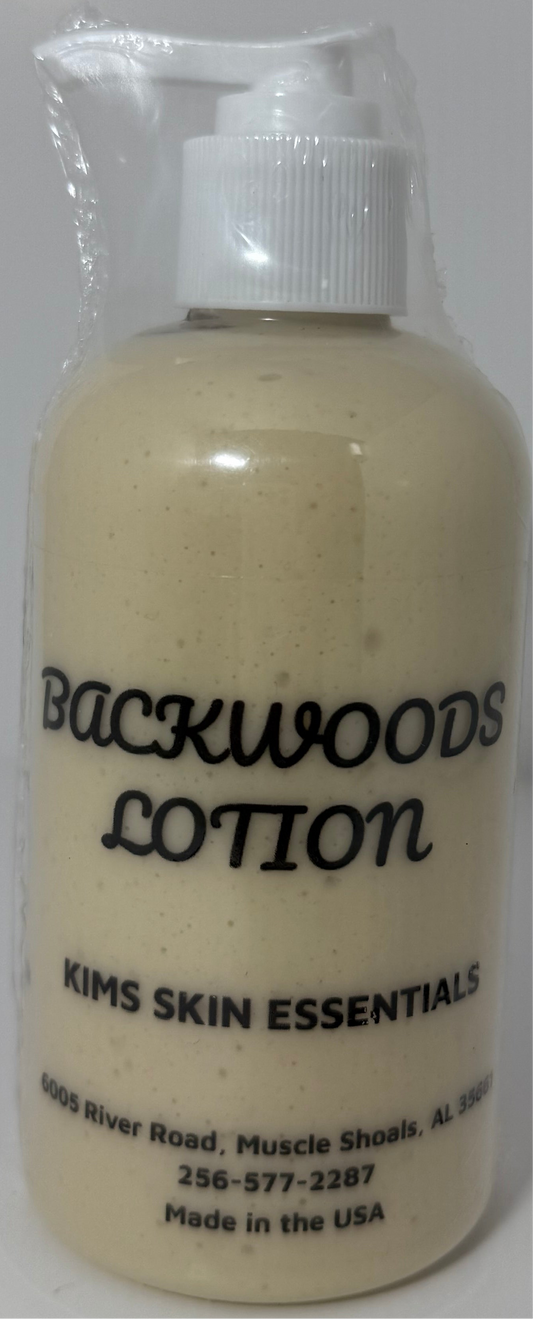 BACKWOODS
LOTION
KIMS SKIN ESSENTIALS
6005 River Road, Muscle Shoals, AL
256-577-2287
Made in the USA